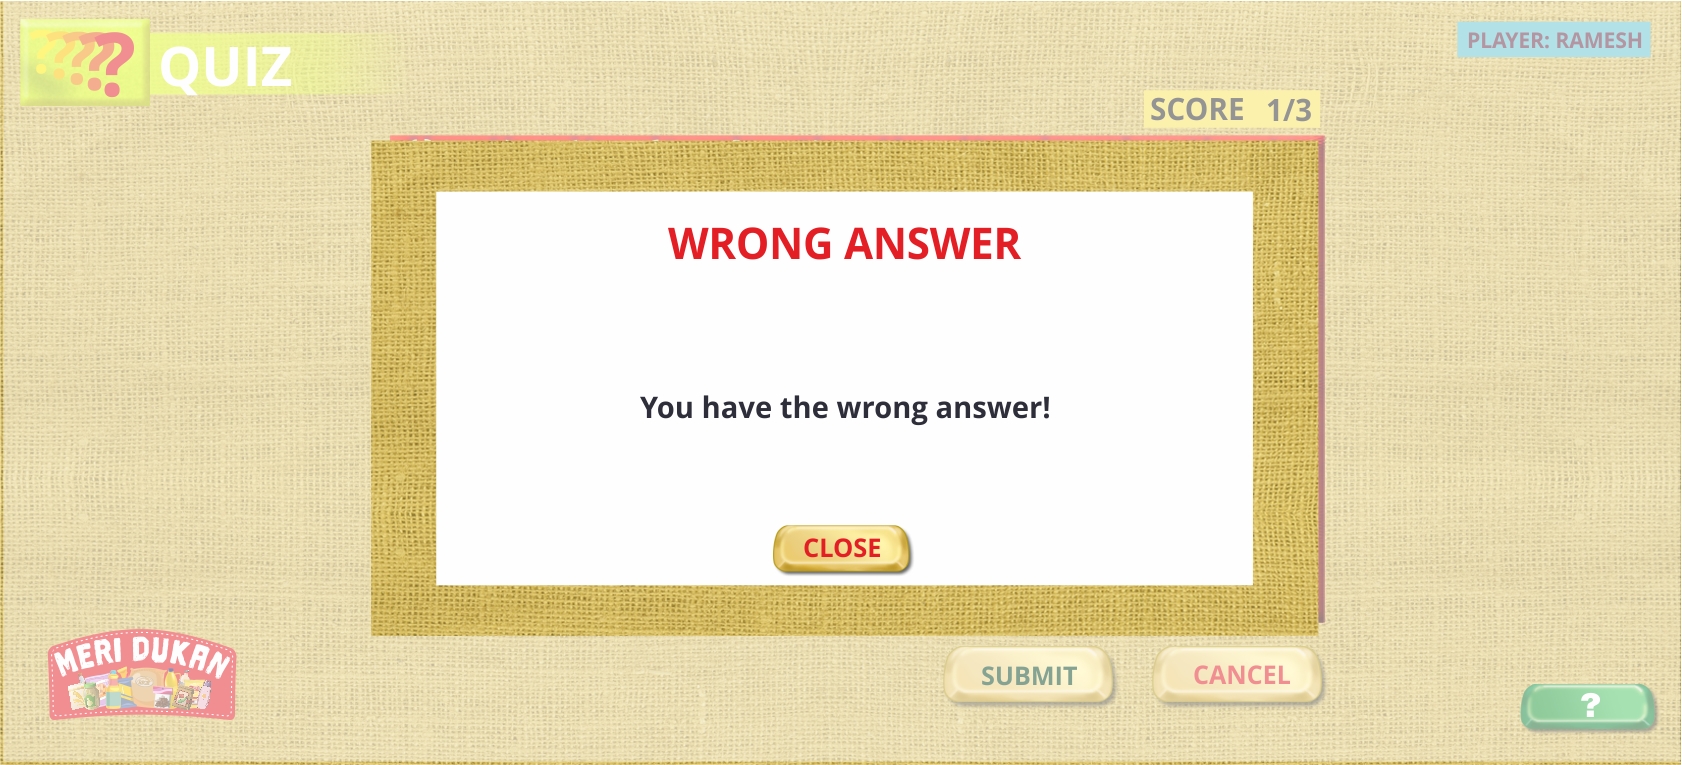 QUIZ
PLAYER: RAMESH
SCORE 1/3
WRONG ANSWER
You have the wrong answer!
CLOSE
SUBMIT
CANCEL
MERI DUKAN
?